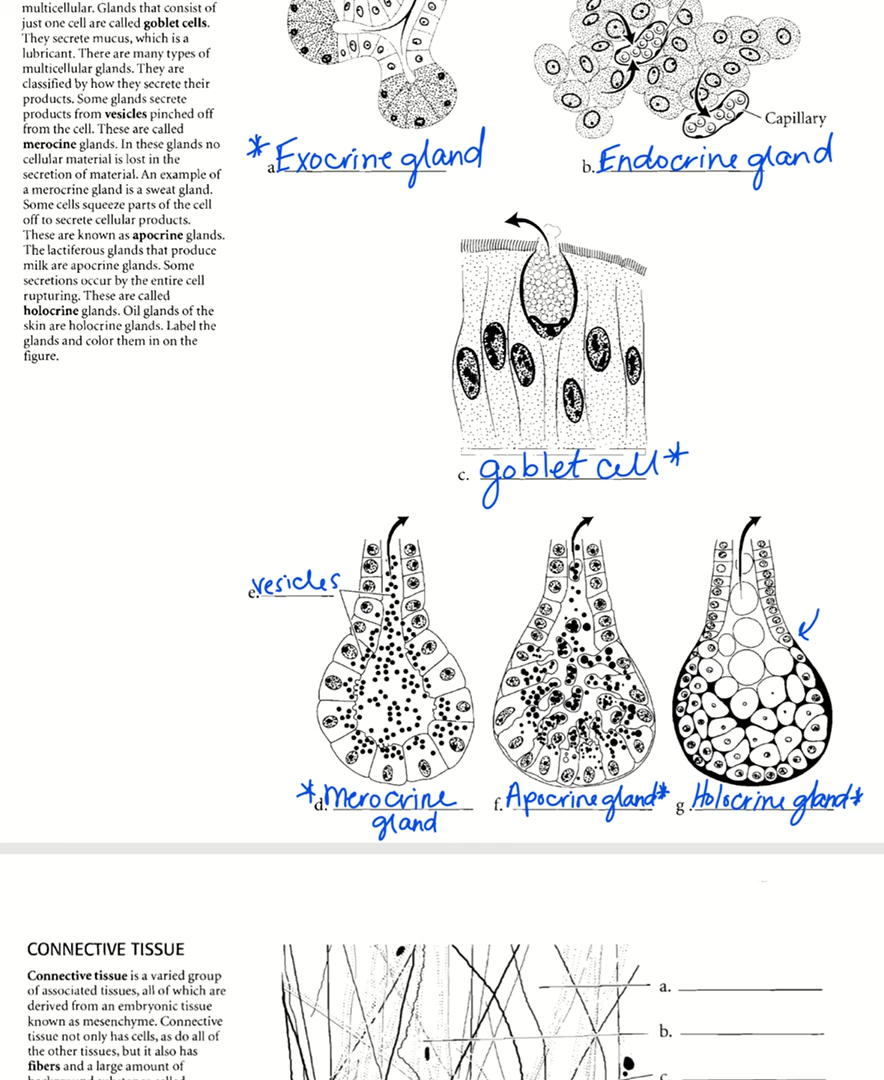 multicellular. Glands that consist of
just one cell are called goblet cells.
They secrete mucus, which is a
lubricant. There are many types of
multicellular glands. They are
classified by how they secrete their
products. Some glands secrete
products from vesicles pinched off
from the cell. These are called
merocine glands. In these glands no
cellular material is lost in the
secretion of material. An example of
a merocrine gland is a sweat gland.
Some cells squeeze parts of the cell
off to secrete cellular products.
These are known as apocrine glands.
The lactiferous glands that produce
milk are apocrine glands. Some
secretions occur by the entire cell
rupturing. These are called
holocrine glands. Oil glands of the
skin are holocrine glands. Label the
glands and color them in on the
figure.
Capillary
* a. Exocrine gland
b. Endocrine gland
c. goblet cell *
e. vesicles
* d. Merocrine
gland
f. Apocrine gland *
g Holocrine gland *
CONNECTIVE TISSUE
Connective tissue is a varied group
of associated tissues, all of which are
derived from an embryonic tissue
known as mesenchyme. Connective
tissue not only has cells, as do all of
the other tissues, but it also has
fibers and a large amount of
a.
b.